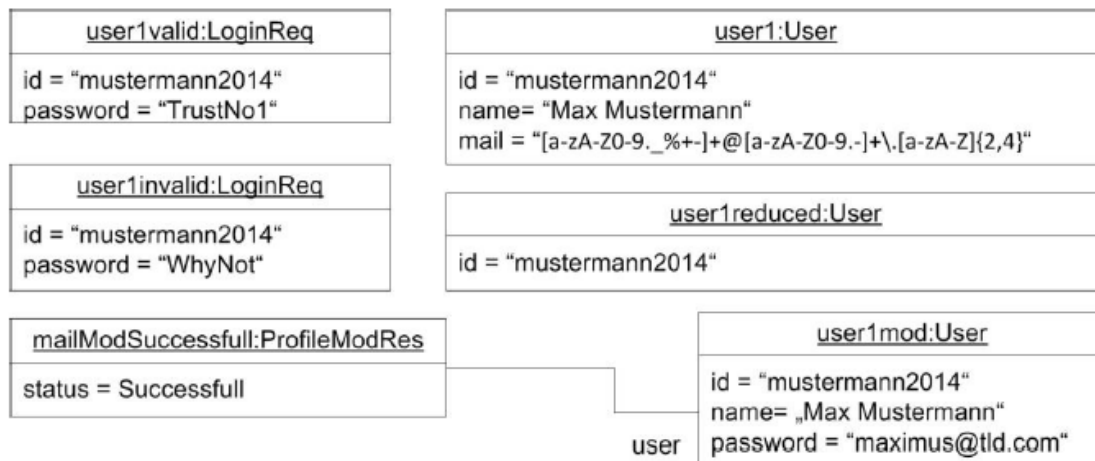 user1valid:LoginReq
id = “mustermann2014“
password = “TrustNo1“
user1:User
id = “mustermann2014“
name= “Max Mustermann“
mail = “[a-zA-Z0-9._%+-]+@[a-zA-Z0-9.-]+\.[a-zA-Z]{2,4}“
user1invalid:LoginReq
id = “mustermann2014“
password = “WhyNot“
user1reduced:User
id = “mustermann2014“
mailModSuccessfull:ProfileModRes
status = Successfull
user1mod:User
id = “mustermann2014“
name= „Max Mustermann“
password = “maximus@tld.com“
user